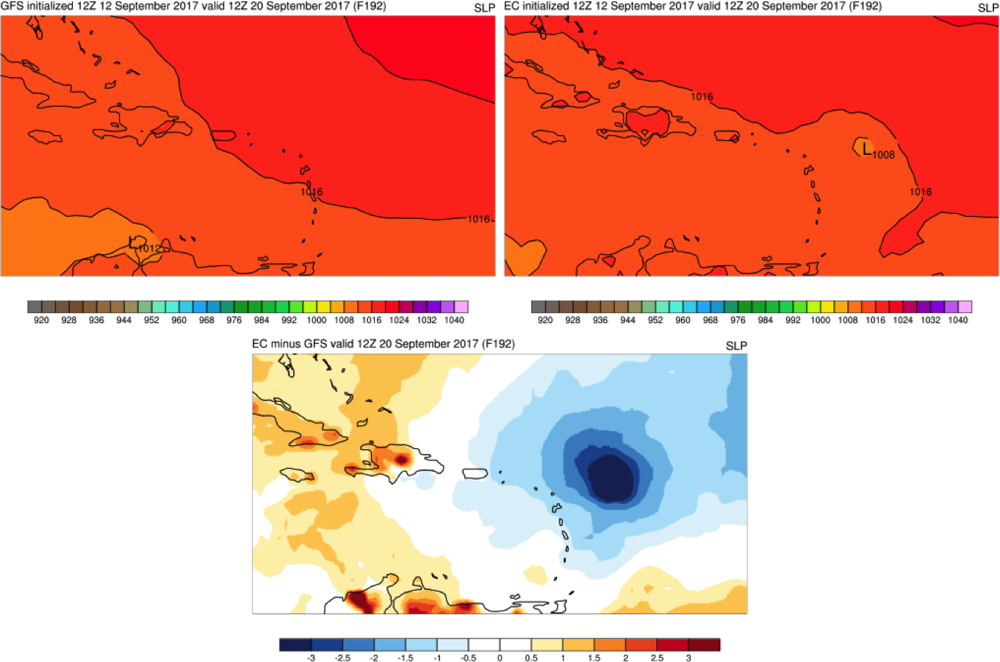 GFS initialized 12Z 12 September 2017 valid 12Z 20 September 2017 (F192) SLP
1016
1016
L1012
920 928 936 944 952 960 968 976 984 992 1000 1008 1016 1024 1032 1040
EC initialized 12Z 12 September 2017 valid 12Z 20 September 2017 (F192) SLP
1016
L1008
1016
920 928 936 944 952 960 968 976 984 992 1000 1008 1016 1024 1032 1040
EC minus GFS valid 12Z 20 September 2017 (F192) SLP
-3 -2.5 -2 -1.5 -1 -0.5 0 0.5 1 1.5 2 2.5 3